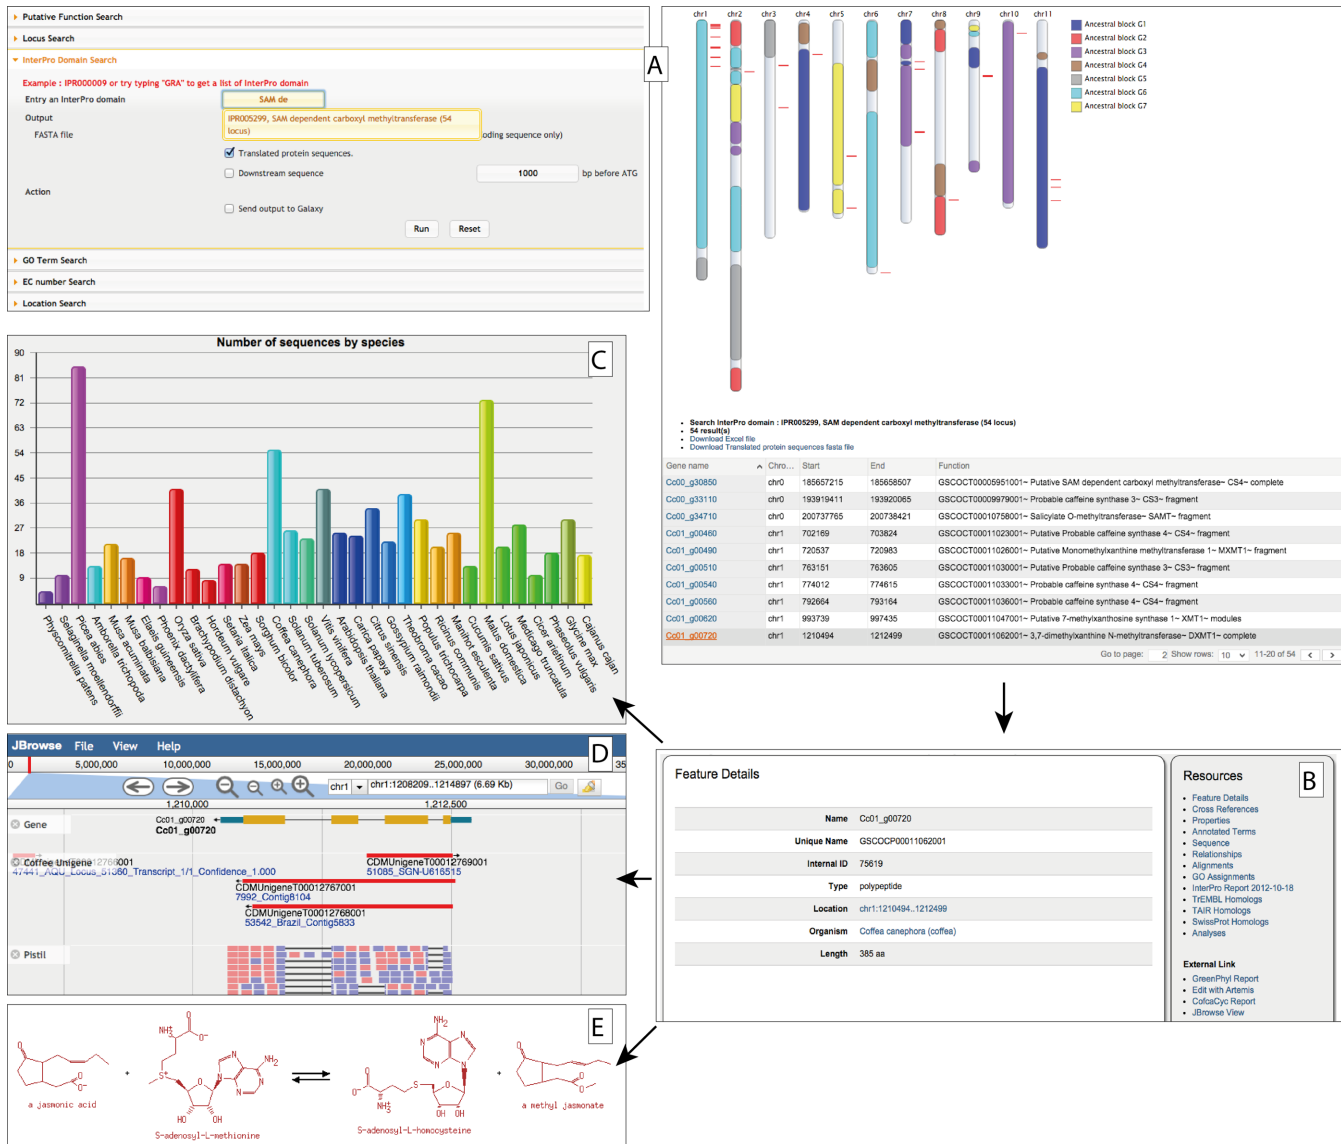 Putative Function Search
Locus Search
InterPro Domain Search
Example : IPR000009 or try typing "GRA" to get a list of InterPro domain
Entry an InterPro domain
SAM de
Output
IPR005299, SAM dependent carboxyl methyltransferase (54 locus)
FASTA file
oding sequence only)
Translated protein sequences.
Downstream sequence
1000
bp before ATG
Action
Send output to Galaxy
Run
Reset
GO Term Search
EC number Search
Location Search
A
chr1 chr2 chr3 chr4 chr5 chr6 chr7 chr8 chr9 chr10 chr11
Ancestral block G1
Ancestral block G2
Ancestral block G3
Ancestral block G4
Ancestral block G5
Ancestral block G6
Ancestral block G7
Search InterPro domain : IPR005299, SAM dependent carboxyl methyltransferase (54 locus)
54 result(s)
Download Excel file
Download Translated protein sequences fasta file
Gene name Chro... Start End Function
Cc00_g30850 chr0 185657215 185658507 GSCOCT00005951001~ Putative SAM dependent carboxyl methyltransferase~ CS4~ complete
Cc00_g33110 chr0 193919411 193920065 GSCOCT00009979001~ Probable caffeine synthase 3~ CS3~ fragment
Cc00_g34710 chr0 200737765 200738421 GSCOCT00010758001~ Salicylate O-methyltransferase~ SAMT~ fragment
Cc01_g00460 chr1 702169 703824 GSCOCT00011023001~ Putative Probable caffeine synthase 4~ CS4~ fragment
Cc01_g00490 chr1 720537 720983 GSCOCT00011026001~ Putative Monomethylxanthine methyltransferase 1~ MXMT1~ fragment
Cc01_g00510 chr1 763151 763605 GSCOCT00011030001~ Putative Probable caffeine synthase 3~ CS3~ fragment
Cc01_g00540 chr1 774012 774615 GSCOCT00011033001~ Probable caffeine synthase 4~ CS4~ fragment
Cc01_g00560 chr1 792664 793164 GSCOCT00011036001~ Probable caffeine synthase 4~ CS4~ fragment
Cc01_g00620 chr1 993739 997435 GSCOCT00011047001~ Putative 7-methylxanthosine synthase 1~ XMT1~ modules
Cc01_g00720 chr1 1210494 1212499 GSCOCT00011062001~ 3,7-dimethylxanthine N-methyltransferase~ DXMT1~ complete
Go to page: 2 Show rows: 10 11-20 of 54
Number of sequences by species
C
90
81
72
63
54
45
36
27
18
9
Physcomitrella patens
Selaginella moellendorffii
Picea abies
Amborella trichopoda
Musa acuminata
Musa balbisiana
Elaeis guineensis
Phoenix dactylifera
Oryza sativa
Brachypodium distachyon
Hordeum vulgare
Setaria italica
Zea mays
Sorghum bicolor
Coffea canephora
Solanum tuberosum
Solanum lycopersicum
Vitis vinifera
Arabidopsis thaliana
Carica papaya
Citrus sinensis
Gossypium raimondii
Theobroma cacao
Populus trichocarpa
Ricinus communis
Manihot esculenta
Cucumis sativus
Malus domestica
Lotus japonicus
Medicago truncatula
Cicer arietinum
Phaseolus vulgaris
Glycine max
Cajanus cajan
JBrowse File View Help
D
0 5,000,000 10,000,000 15,000,000 20,000,000 25,000,000 30,000,000 35
chr1 chr1:1208209..1214897 (6.69 Kb) Go
1,210,000 1,212,500
Gene
Cc01_g00720
Cc01_g00720
Coffee Unigene
CDMUnigeneT00012769001
47441_AQU_Locus_51360_Transcript_1/1_Confidence_1.000
51085_SGN-U616515
CDMUnigeneT00012767001
7992_Contig8104
CDMUnigeneT00012768001
53542_Brazil_Contig5833
Pistil
Feature Details
Name Cc01_g00720
Unique Name GSCOCP00011062001
Internal ID 75619
Type polypeptide
Location chr1:1210494..1212499
Organism Coffea canephora (coffea)
Length 385 aa
B
Resources
Feature Details
Cross References
Properties
Annotated Terms
Sequence
Relationships
Alignments
GO Assignments
InterPro Report 2012-10-18
TrEMBL Homologs
TAIR Homologs
SwissProt Homologs
Analyses
External Link
GreenPhyl Report
Edit with Artemis
CofcaCyc Report
JBrowse View
E
a jasmonic acid
+
S-adenosyl-L-methionine
S-adenosyl-L-homocysteine
+
a methyl jasmonate